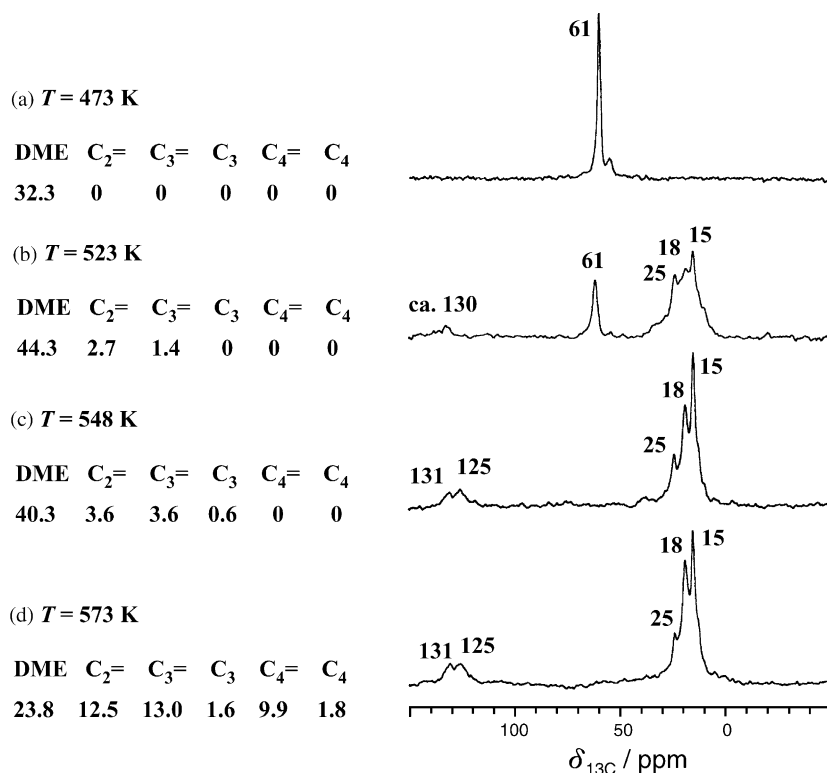 (a) T = 473 K
DME C₂= C₃= C₃ C₄= C₄
32.3 0 0 0 0 0
61
(b) T = 523 K
DME C₂= C₃= C₃ C₄= C₄
44.3 2.7 1.4 0 0 0
ca. 130 61 25 18 15
(c) T = 548 K
DME C₂= C₃= C₃ C₄= C₄
40.3 3.6 3.6 0.6 0 0
131 125 25 18 15
(d) T = 573 K
DME C₂= C₃= C₃ C₄= C₄
23.8 12.5 13.0 1.6 9.9 1.8
131 125 25 18 15
100 50 0
δ₁₃C / ppm